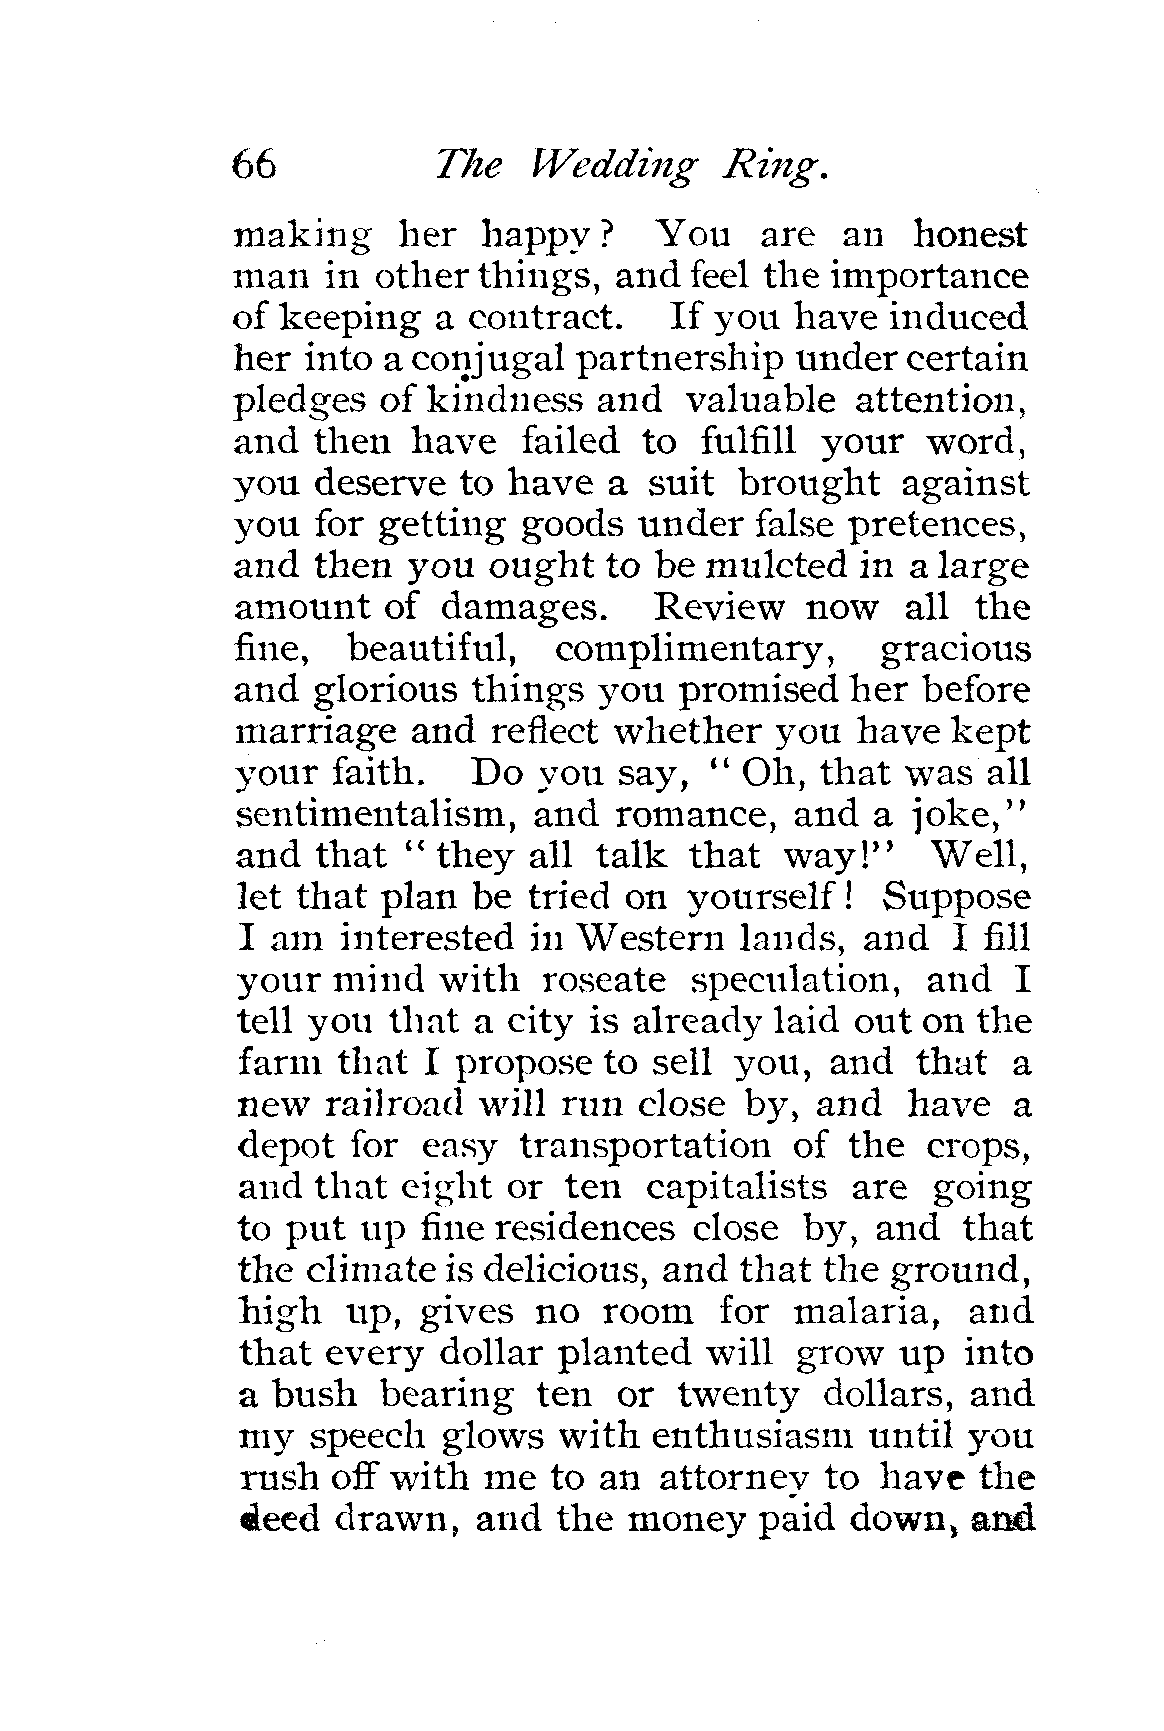 66 The Wedding Ring.
making her happy? You are an honest
man in other things, and feel the importance
of keeping a contract. If you have induced
her into a conjugal partnership under certain
pledges of kindness and valuable attention,
and then have failed to fulfill your word,
you deserve to have a suit brought against
you for getting goods under false pretences,
and then you ought to be mulcted in a large
amount of damages. Review now all the
fine, beautiful, complimentary, gracious
and glorious things you promised her before
marriage and reflect whether you have kept
your faith. Do you say, “ Oh, that was all
sentimentalism, and romance, and a joke,”
and that “ they all talk that way!” Well,
let that plan be tried on yourself! Suppose
I am interested in Western lands, and I fill
your mind with roseate speculation, and I
tell you that a city is already laid out on the
farm that I propose to sell you, and that a
new railroad will run close by, and have a
depot for easy transportation of the crops,
and that eight or ten capitalists are going
to put up fine residences close by, and that
the climate is delicious, and that the ground,
high up, gives no room for malaria, and
that every dollar planted will grow up into
a bush bearing ten or twenty dollars, and
my speech glows with enthusiasm until you
rush off with me to an attorney to have the
deed drawn, and the money paid down, and